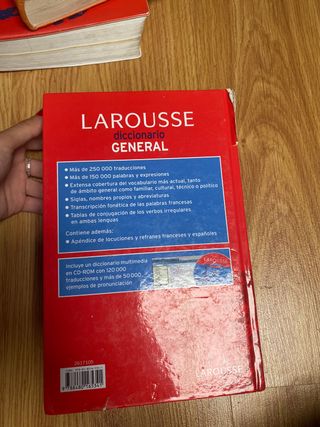 LAROUSSE
diccionario
GENERAL
• Más de 250 000 traducciones
• Más de 150 000 palabras y expresiones
• Extensa cobertura del vocabulario más actual, tanto
de ámbito general como familiar, cultural, técnico o político
• Siglas, nombres propios y abreviaturas
• Transcripción fonética de las palabras francesas
• Tablas de conjugación de los verbos irregulares,
en ambas lenguas
Contiene además:
• Apéndice de locuciones y refranes franceses y españoles
Incluye un diccionario multimedia
en CD-ROM con 120 000
traducciones y más de 50 000
ejemplos de pronunciación
LAROUSSE
2617105
LAROUSSE